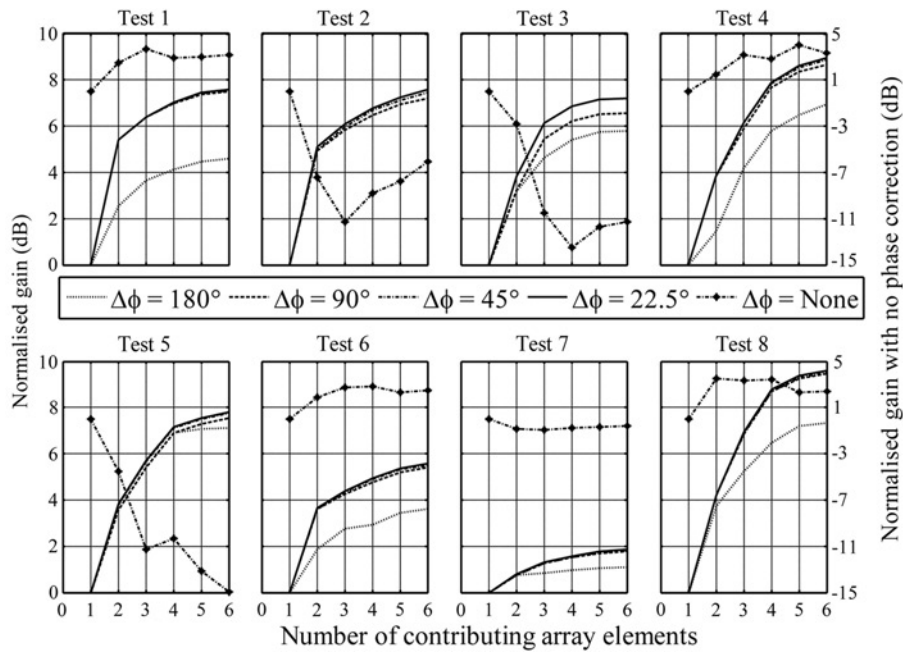 Test 1 Test 2 Test 3 Test 4
10 5
8 1
6 -3
4 -7
2 -11
0 -15
Normalised gain (dB)
Normalised gain with no phase correction (dB)
Δϕ = 180° Δϕ = 90° Δϕ = 45° Δϕ = 22.5° Δϕ = None
Test 5 Test 6 Test 7 Test 8
10 5
8 1
6 -3
4 -7
2 -11
0 -15
0 1 2 3 4 5 6 0 1 2 3 4 5 6 0 1 2 3 4 5 6 0 1 2 3 4 5 6
Number of contributing array elements